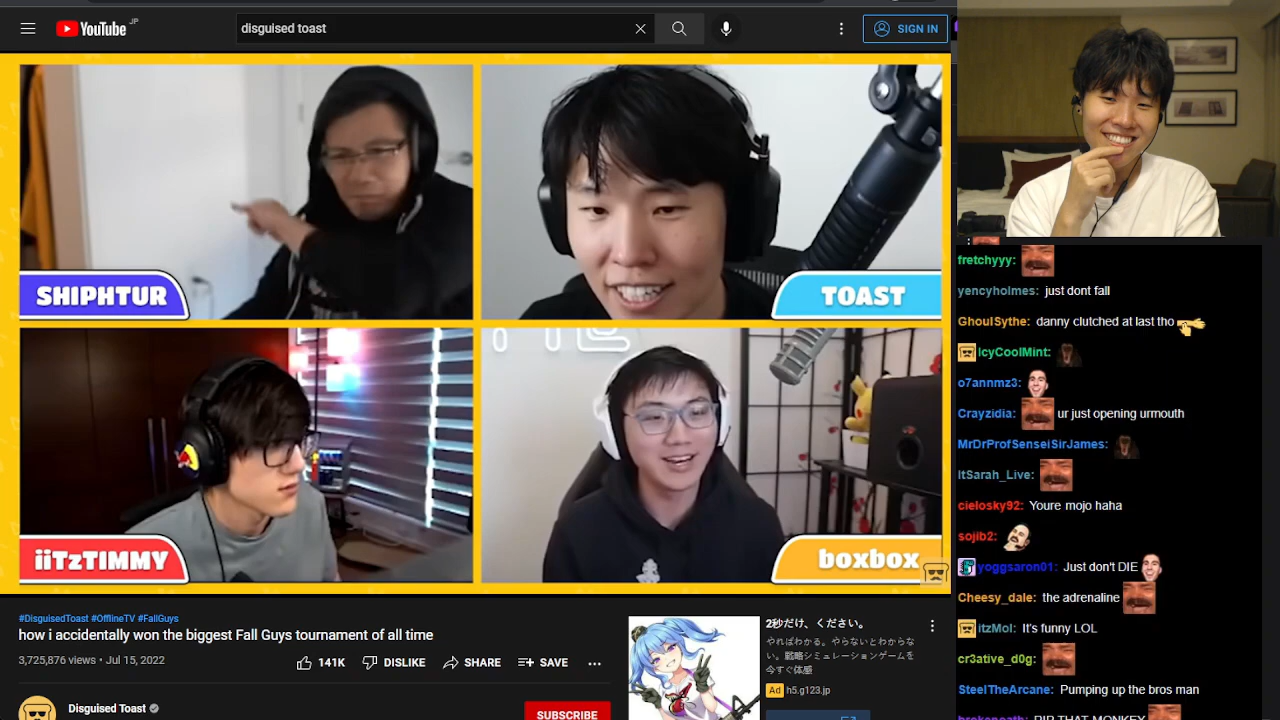 YouTube JP
disguised toast
SIGN IN
SHIPHTUR
TOAST
iiTzTIMMY
boxbox
#DisguisedToast #OfflineTV #FallGuys
how i accidentally won the biggest Fall Guys tournament of all time
3,725,876 views • Jul 15, 2022
141K
DISLIKE
SHARE
SAVE
Disguised Toast
SUBSCRIBE
2秒だけ、ください。
やればわかる。やらないとわからな
い。戦略シミュレーションゲームを
今すぐ体感
Ad h5.g123.jp
fretchyyy:
yencyholmes: just dont fall
GhoulSythe: danny clutched at last tho
IcyCoolMint:
o7annmz3:
Crayzidia: ur just opening urmouth
MrDrProfSenseiSirJames:
ItSarah_Live:
cielosky92: Youre mojo haha
sojib2:
yoggsaron01: Just don't DIE
Cheesy_dale: the adrenaline
itzMol: It's funny LOL
cr3ative_d0g:
SteelTheArcane: Pumping up the bros man
RIP THAT MONKEY